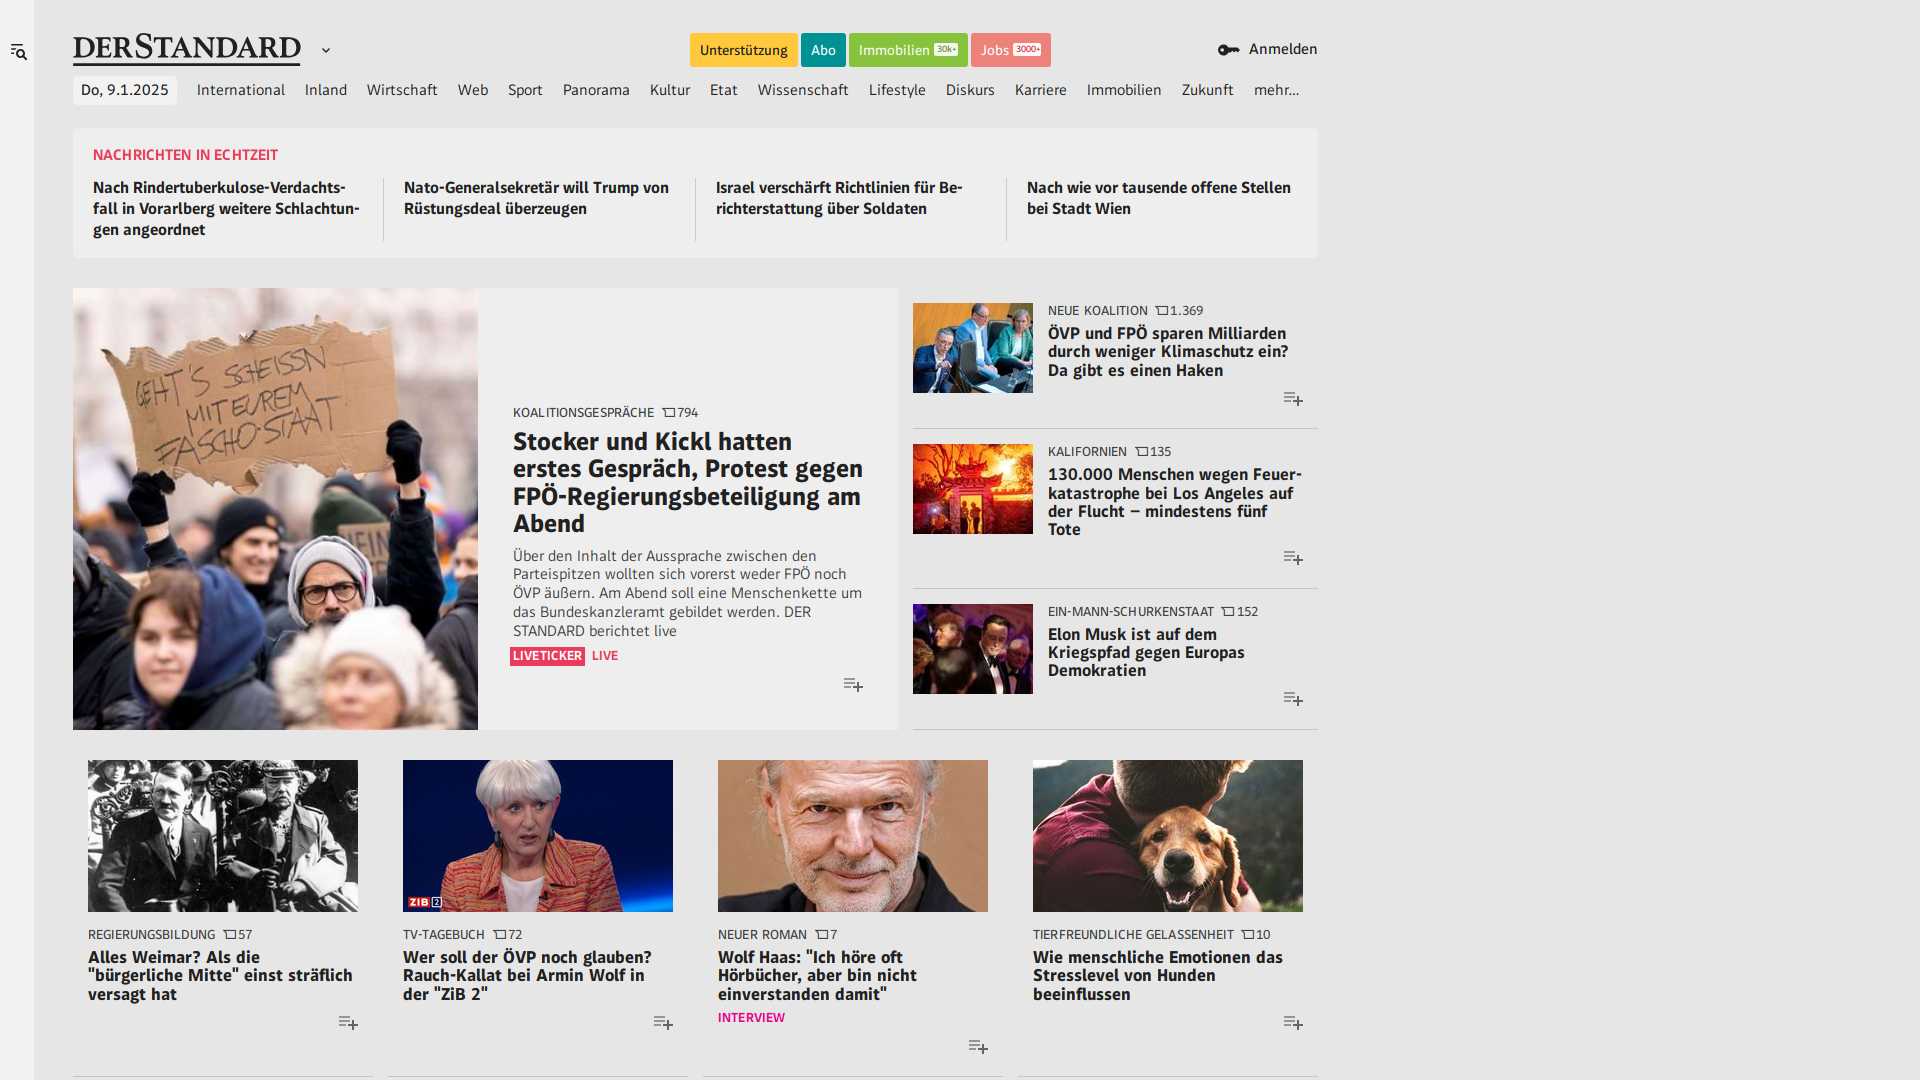 DERSTANDARD
Unterstützung
Abo
Immobilien 30k+
Jobs 3000+
Anmelden
Do, 9.1.2025
International
Inland
Wirtschaft
Web
Sport
Panorama
Kultur
Etat
Wissenschaft
Lifestyle
Diskurs
Karriere
Immobilien
Zukunft
mehr...
NACHRICHTEN IN ECHTZEIT
Nach Rindertuberkulose-Verdachts-
fall in Vorarlberg weitere Schlachtun-
gen angeordnet
Nato-Generalsekretär will Trump von
Rüstungsdeal überzeugen
Israel verschärft Richtlinien für Be-
richterstattung über Soldaten
Nach wie vor tausende offene Stellen
bei Stadt Wien
GEHT'S SCHEISSN
MIT EUREM
FASCHO-STAAT
KOALITIONSGESPRÄCHE 794
Stocker und Kickl hatten
erstes Gespräch, Protest gegen
FPÖ-Regierungsbeteiligung am
Abend
Über den Inhalt der Aussprache zwischen den
Parteispitzen wollten sich vorerst weder FPÖ noch
ÖVP äußern. Am Abend soll eine Menschenkette um
das Bundeskanzleramt gebildet werden. DER
STANDARD berichtet live
LIVETICKER LIVE
NEUE KOALITION 1.369
ÖVP und FPÖ sparen Milliarden
durch weniger Klimaschutz ein?
Da gibt es einen Haken
KALIFORNIEN 135
130.000 Menschen wegen Feuer-
katastrophe bei Los Angeles auf
der Flucht – mindestens fünf
Tote
EIN-MANN-SCHURKENSTAAT 152
Elon Musk ist auf dem
Kriegspfad gegen Europas
Demokratien
REGIERUNGSBILDUNG 57
Alles Weimar? Als die
"bürgerliche Mitte" einst sträflich
versagt hat
ZIB 2
TV-TAGEBUCH 72
Wer soll der ÖVP noch glauben?
Rauch-Kallat bei Armin Wolf in
der "ZiB 2"
NEUER ROMAN 7
Wolf Haas: "Ich höre oft
Hörbücher, aber bin nicht
einverstanden damit"
INTERVIEW
TIERFREUNDLICHE GELASSENHEIT 10
Wie menschliche Emotionen das
Stresslevel von Hunden
beeinflussen